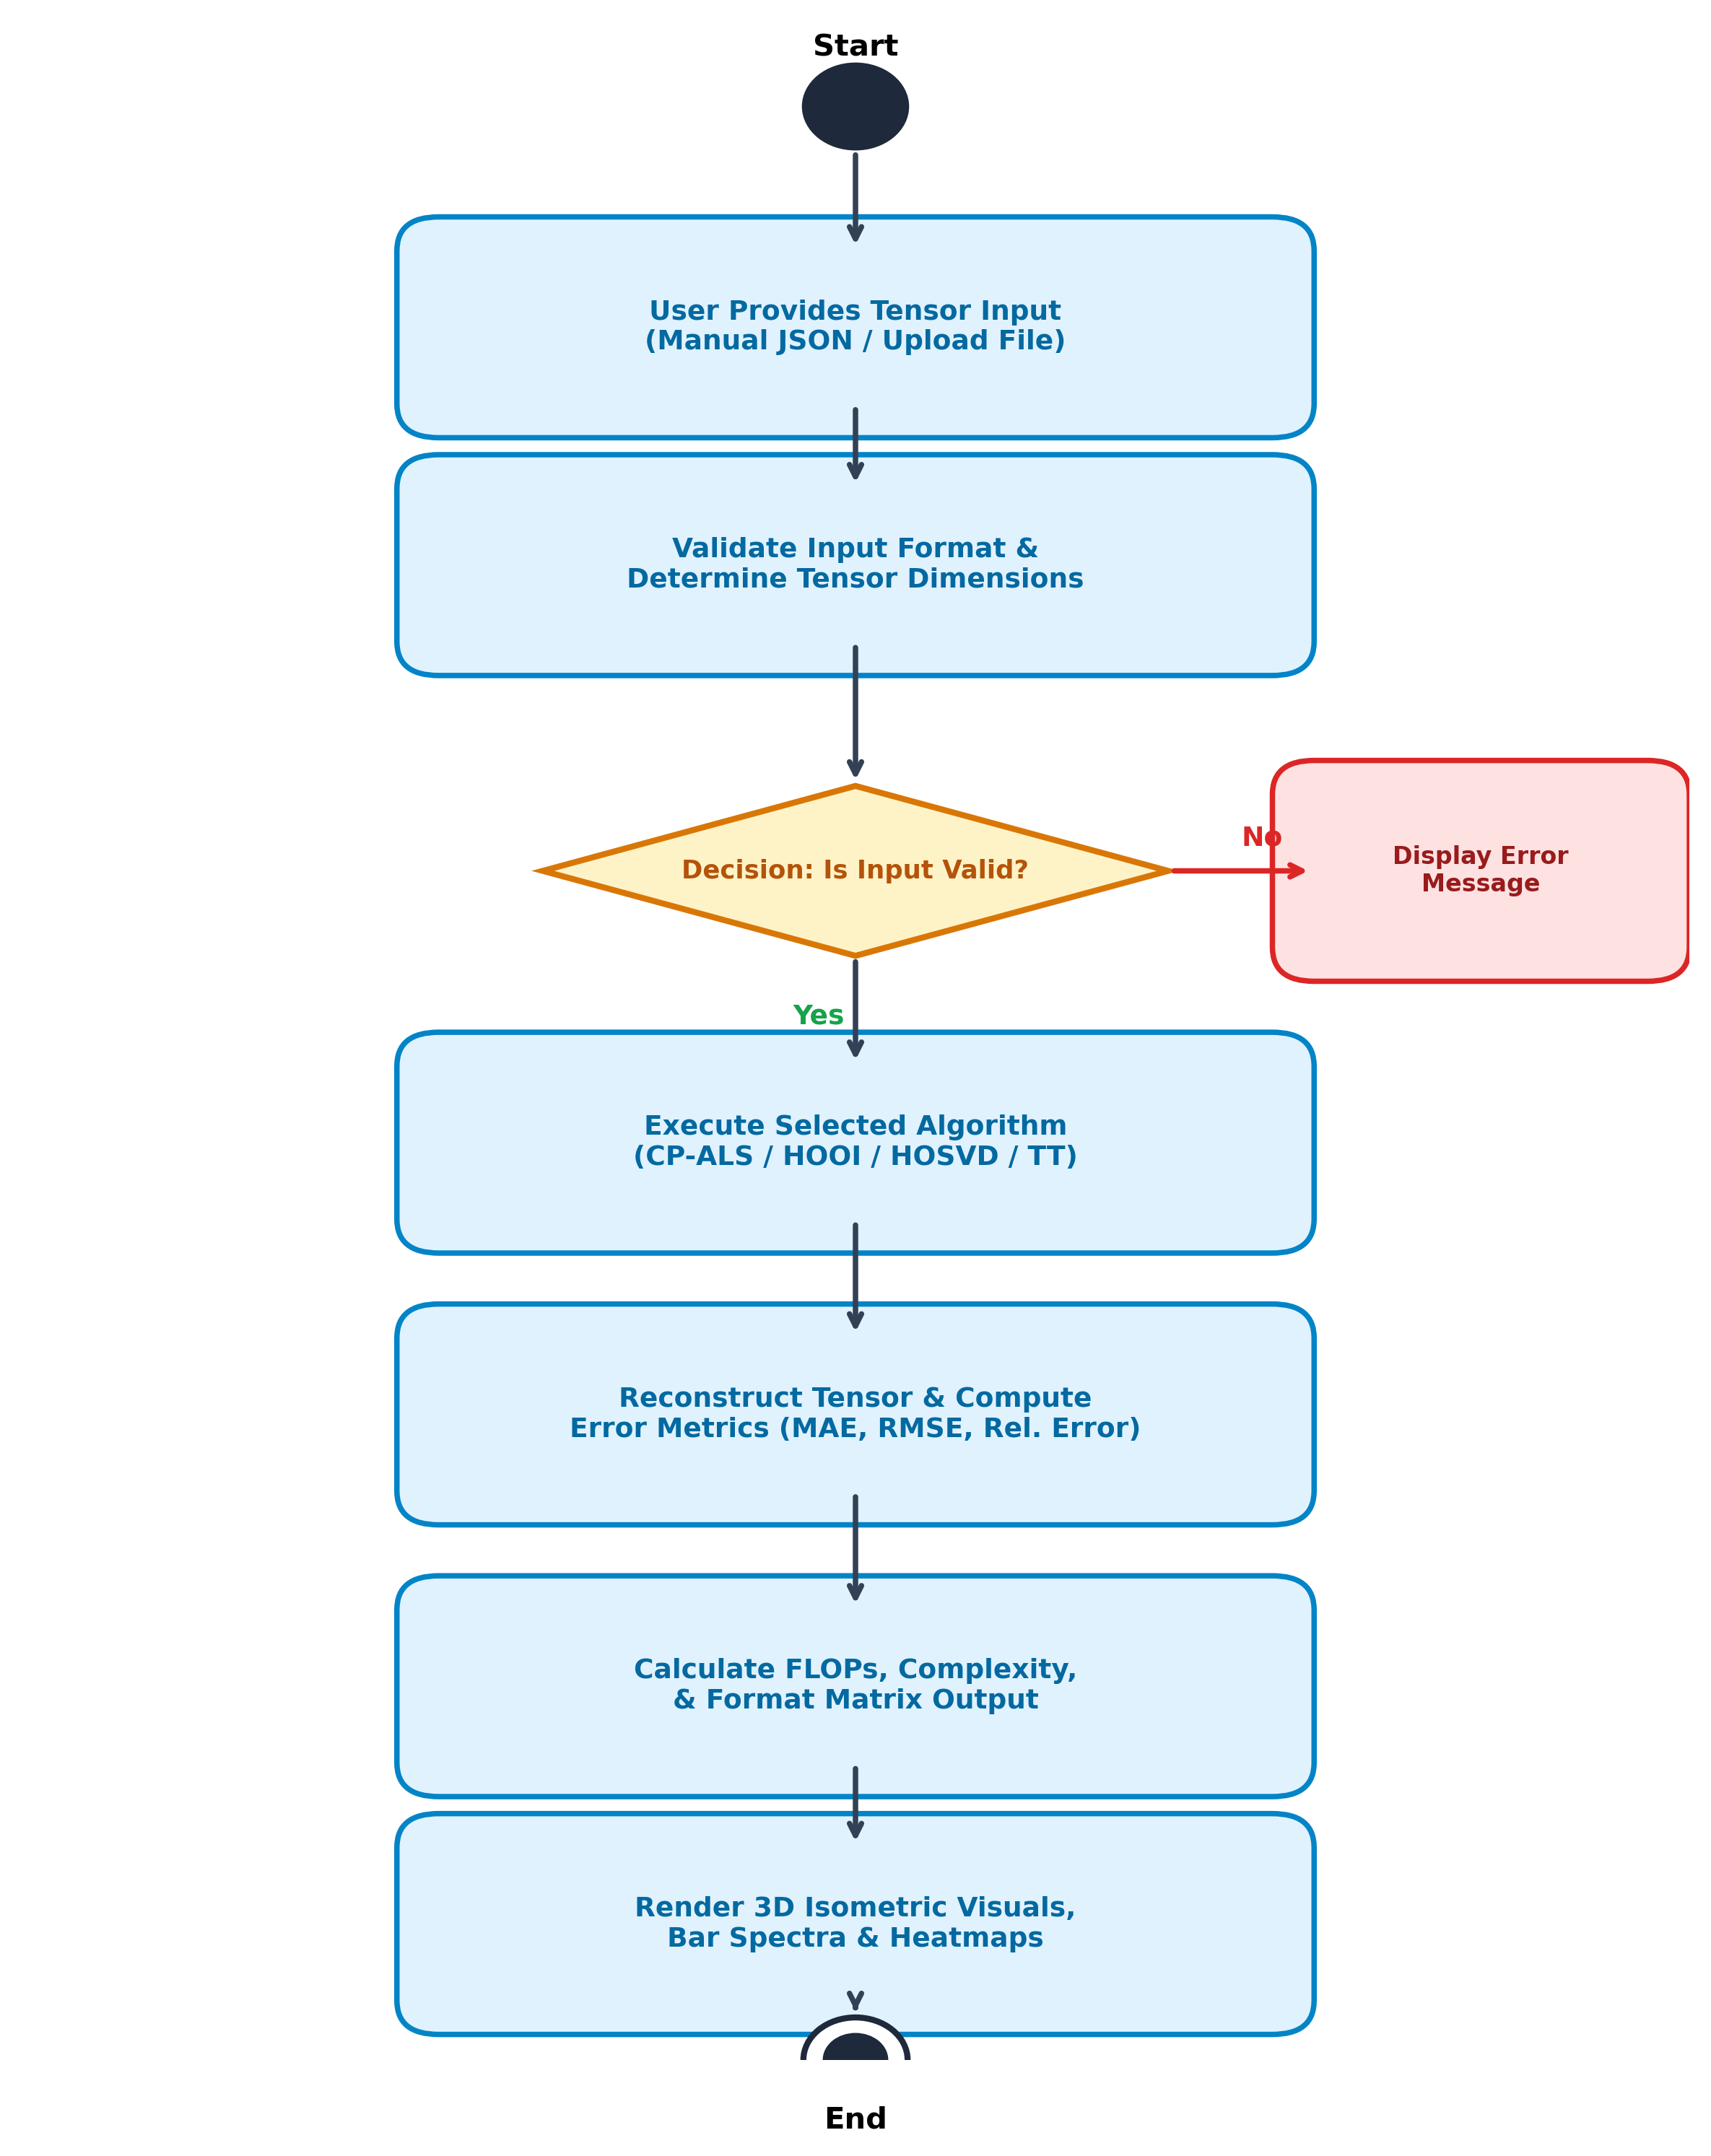 Start
User Provides Tensor Input
(Manual JSON / Upload File)
Validate Input Format &
Determine Tensor Dimensions
Decision: Is Input Valid?
No
Display Error
Message
Yes
Execute Selected Algorithm
(CP-ALS / HOOI / HOSVD / TT)
Reconstruct Tensor & Compute
Error Metrics (MAE, RMSE, Rel. Error)
Calculate FLOPs, Complexity,
& Format Matrix Output
Render 3D Isometric Visuals,
Bar Spectra & Heatmaps
End